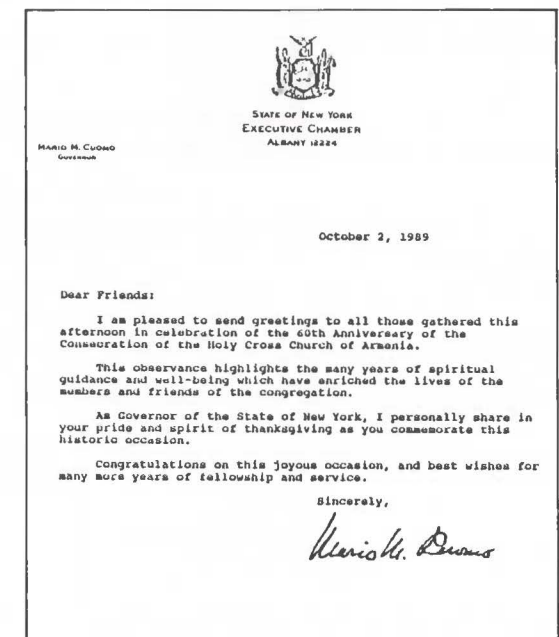 STATE OF NEW YORK
EXECUTIVE CHAMBER
ALBANY 12224
MARIO M. CUOMO
GOVERNOR
October 2, 1989
Dear Friends:
I am pleased to send greetings to all those gathered this
afternoon in celebration of the 60th Anniversary of the
Consecration of the Holy Cross Church of Armenia.
This observance highlights the many years of spiritual
guidance and well-being which have enriched the lives of the
members and friends of the congregation.
As Governor of the State of New York, I personally share in
your pride and spirit of thanksgiving as you commemorate this
historic occasion.
Congratulations on this joyous occasion, and best wishes for
many more years of fellowship and service.
Sincerely,
Mario M. Cuomo